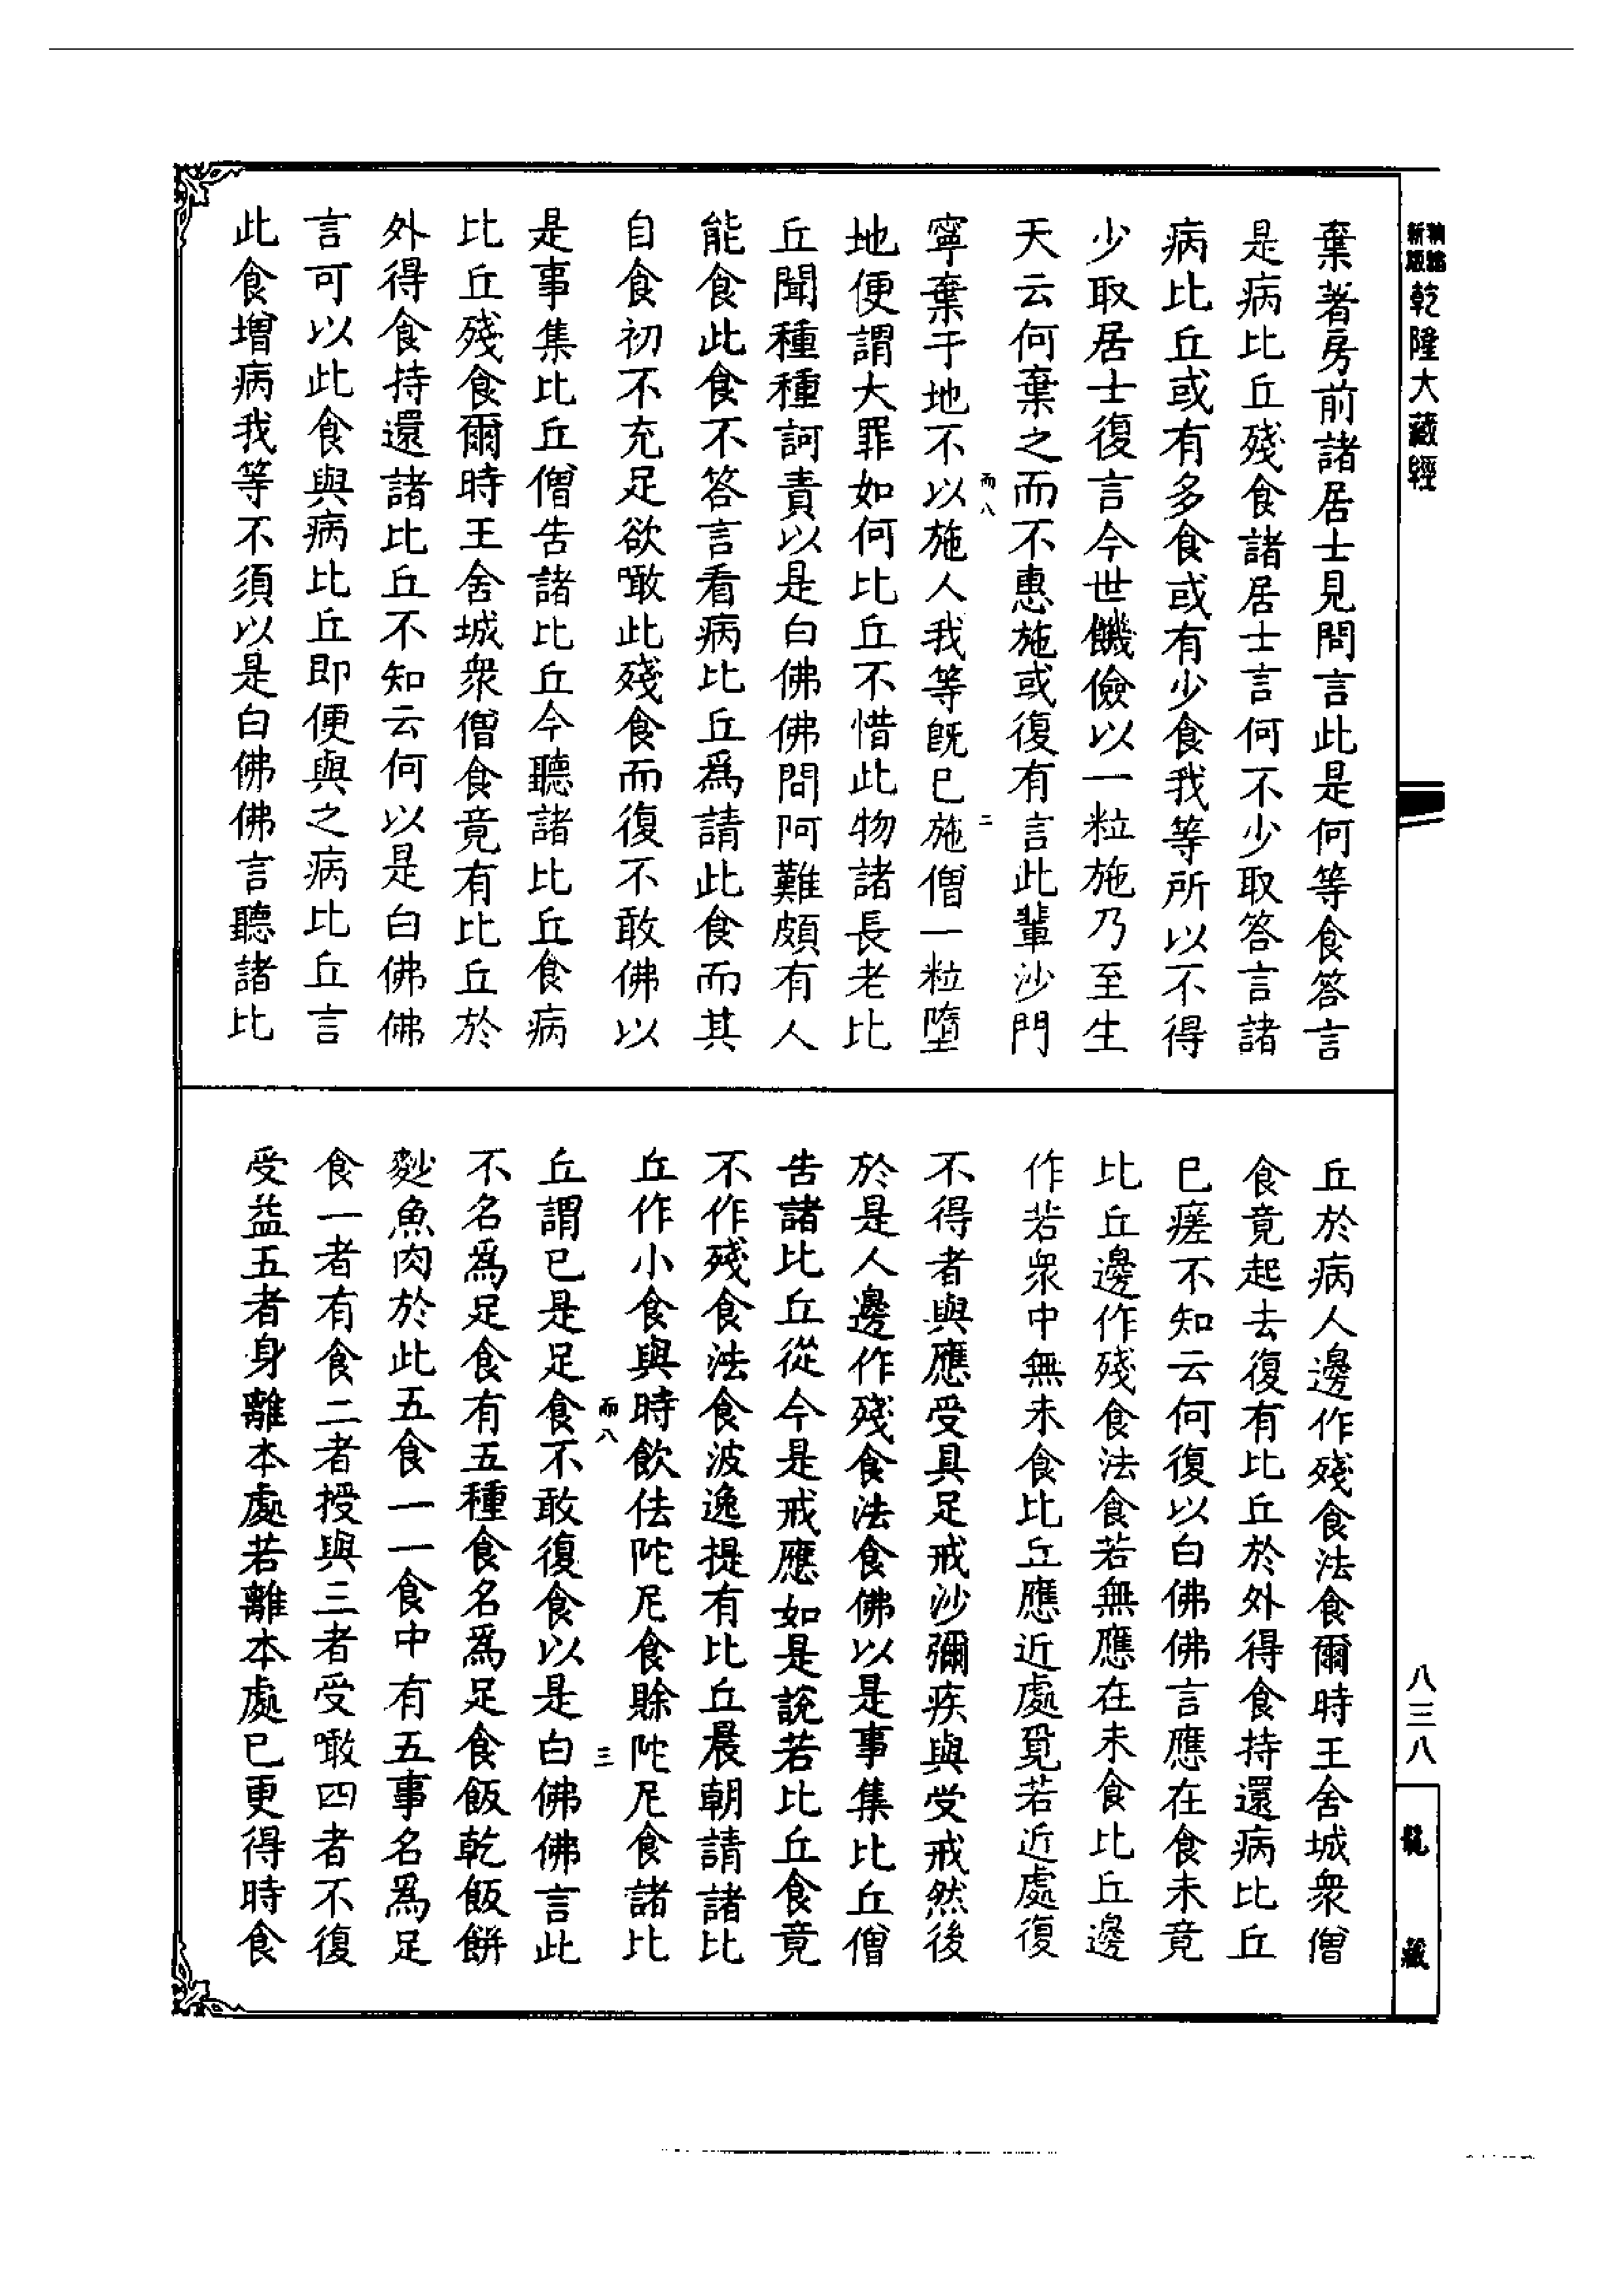 新版
乾隆大藏經
棄著房前諸居士見問言此是何等食答言
是病比丘殘食諸居士言何不少取答言諸
病比丘或有多食或有少食我等所以不得
少取居士復言今世饑儉以一粒施乃至生
天云何棄之而不惠施或復有言此輩沙門
而八 二
寧棄于地不以施人我等旣已施僧一粒墮
地便謂大罪如何比丘不惜此物諸長老比
丘聞種種訶責以是白佛佛問阿難頗有人
能食此食不答言看病比丘爲請此食而其
自食初不充足欲噉此殘食而復不敢佛以
是事集比丘僧告諸比丘今聽諸比丘食病
比丘殘食爾時王舍城衆僧食竟有比丘於
外得食持還諸比丘不知云何以是白佛佛
言可以此食與病比丘即便與之病比丘言
此食增病我等不須以是白佛佛言聽諸比
丘於病人邊作殘食法食爾時王舍城衆僧
食竟起去復有比丘於外得食持還病比丘
已瘥不知云何復以白佛佛言應在食未竟
比丘邊作殘食法食若無應在未食比丘邊
作若衆中無未食比丘應近處覓若近處復
不得者與應受具足戒沙彌疾與受戒然後
於是人邊作殘食法食佛以是事集比丘僧
告諸比丘從今是戒應如是說若比丘食竟
不作殘食法食波逸提有比丘晨朝請諸比
丘作小食與時飲佉陀尼食賖陀尼食諸比
而八 三
丘謂已是足食不敢復食以是白佛佛言此
不名爲足食有五種食名爲足食飯乾飯餠
麨魚肉於此五食一一食中有五事名爲足
食一者有食二者授與三者受噉四者不復
受益五者身離本處若離本處已更得時食
八三八
龍藏